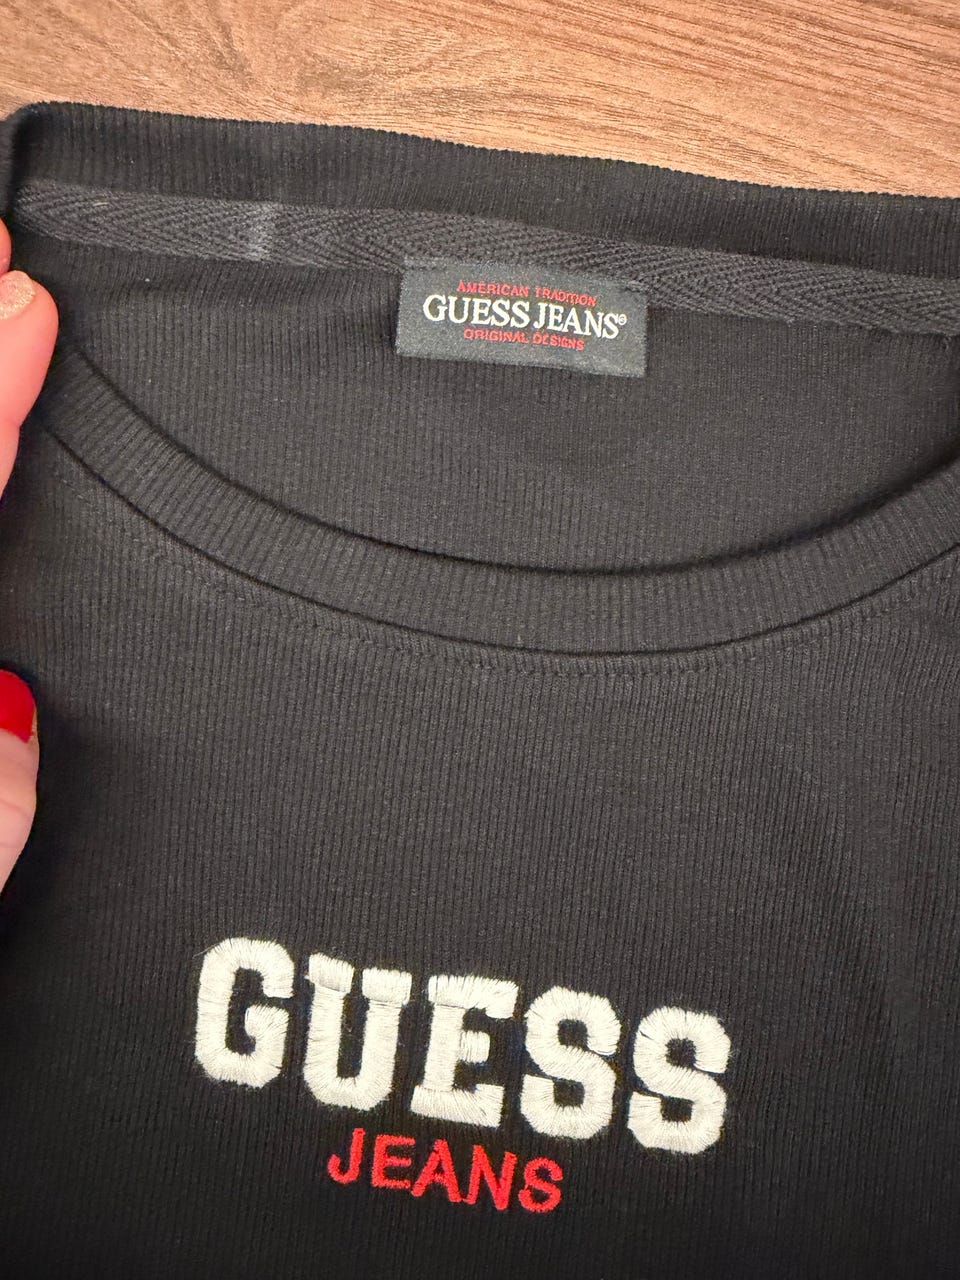 AMERICAN TRADITION
GUESS JEANS®
ORIGINAL DESIGNS
GUESS
JEANS